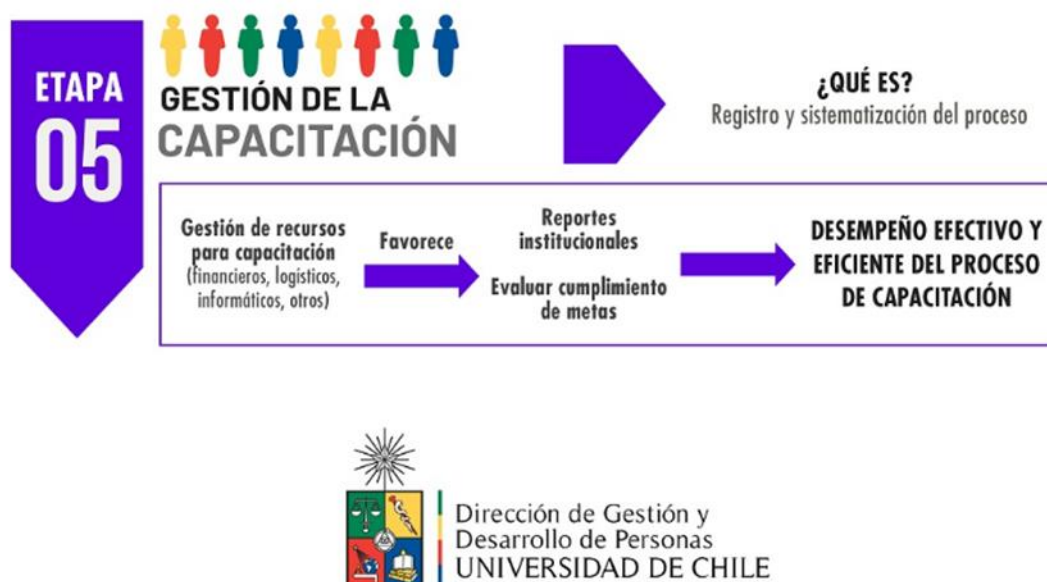 ETAPA
05
GESTIÓN DE LA
CAPACITACIÓN
¿QUÉ ES?
Registro y sistematización del proceso
Gestión de recursos
para capacitación
(financieros, logísticos,
informáticos, otros)
Favorece
Reportes
institucionales
Evaluar cumplimiento
de metas
DESEMPEÑO EFECTIVO Y
EFICIENTE DEL PROCESO
DE CAPACITACIÓN
Dirección de Gestión y
Desarrollo de Personas
UNIVERSIDAD DE CHILE